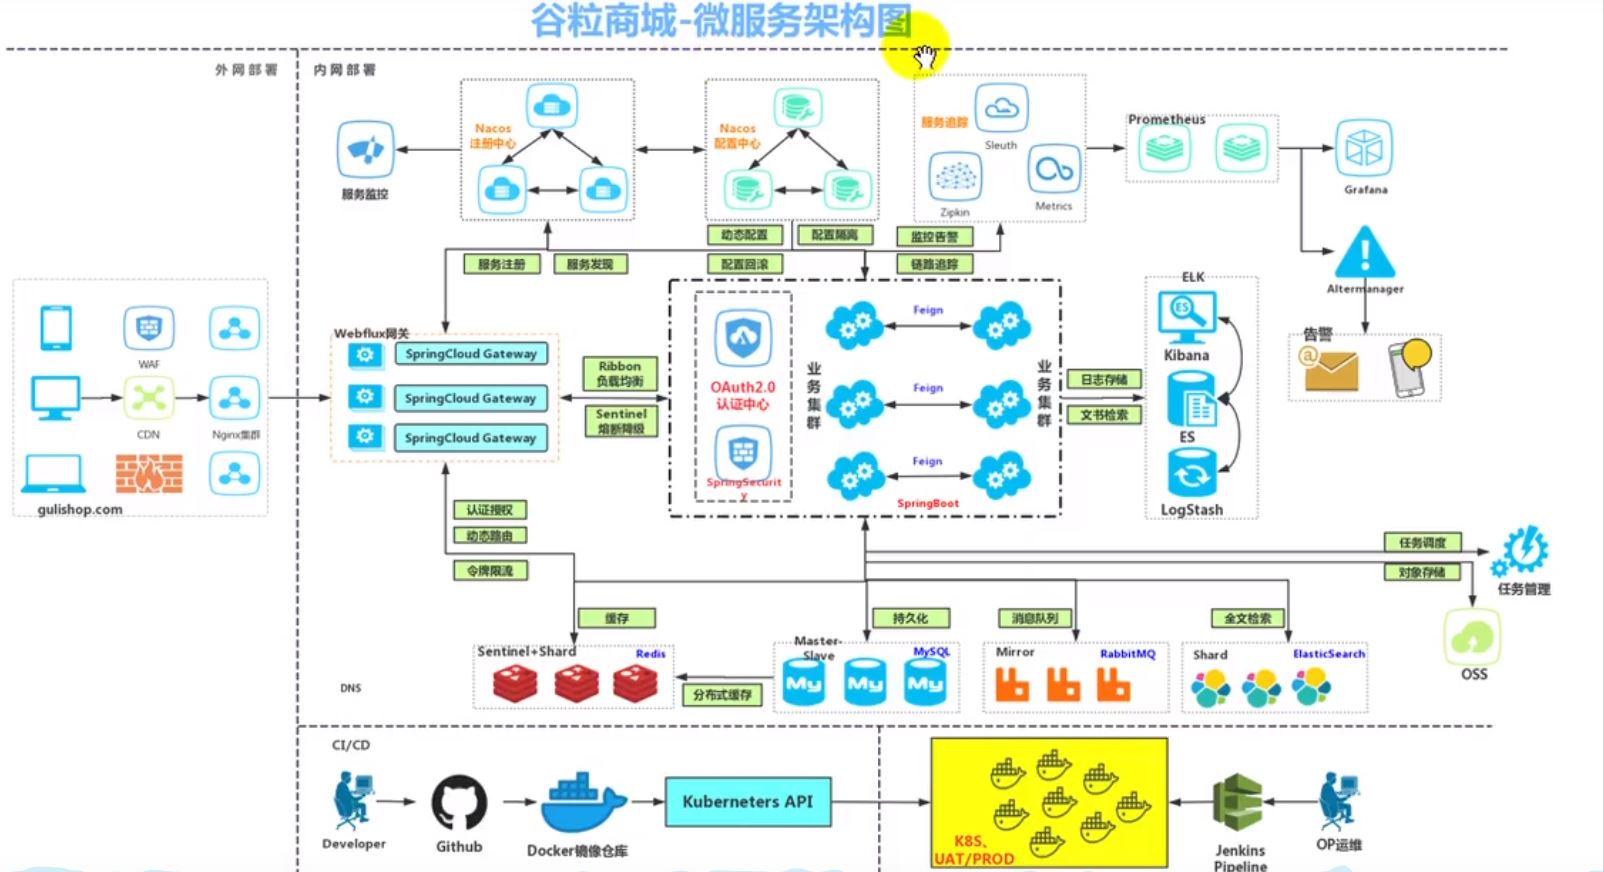 谷粒商城-微服务架构图
外网部署
内网部署
Nacos
注册中心
服务监控
Nacos
配置中心
服务追踪
Sleuth
Zipkin
Metrics
Prometheus
Grafana
Altermanager
告警
动态配置
配置隔离
监控告警
服务注册
服务发现
配置回滚
链路追踪
WAF
CDN
Nginx集群
gulishop.com
Webflux网关
SpringCloud Gateway
SpringCloud Gateway
SpringCloud Gateway
Ribbon
负载均衡
Sentinel
熔断降级
OAuth2.0
认证中心
SpringSecurit
y
业务集群
Feign
Feign
Feign
SpringBoot
业务集群
日志存储
文书检索
ELK
Kibana
ES
ES
LogStash
认证授权
动态路由
令牌限流
任务调度
对象存储
任务管理
OSS
缓存
持久化
消息队列
全文检索
Sentinel+Shard
Redis
分布式缓存
Master-
Slave
MySQL
My
My
My
Mirror
RabbitMQ
Shard
ElasticSearch
DNS
CI/CD
Developer
Github
Docker镜像仓库
Kuberneters API
K8S、
UAT/PROD
Jenkins
Pipeline
OP运维